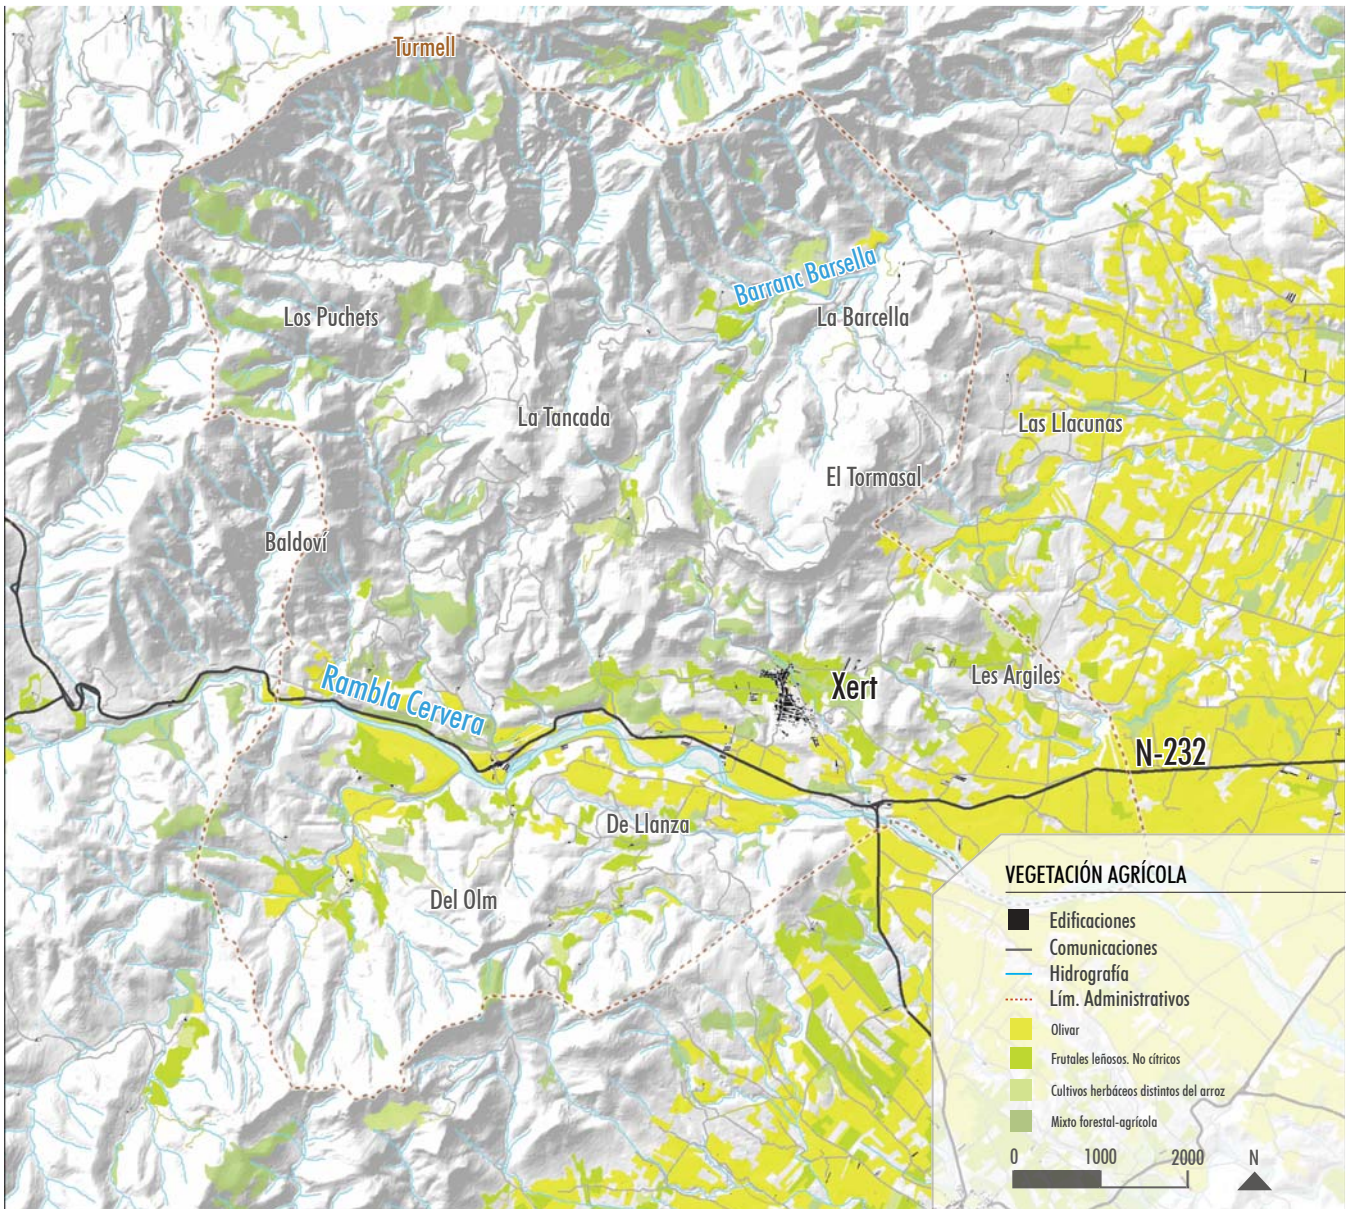 Turmell
Barranc Barsella
Los Puchets
La Barcella
La Tancada
Las Llacunas
El Tormasal
Baldoví
Rambla Cervera
Xert
Les Argiles
N-232
De Llanza
Del Olm
VEGETACIÓN AGRÍCOLA
Edificaciones
Comunicaciones
Hidrografía
Lím. Administrativos
Olivar
Frutales leñosos. No cítricos
Cultivos herbáceos distintos del arroz
Mixto forestal-agrícola
0 1000 2000 N